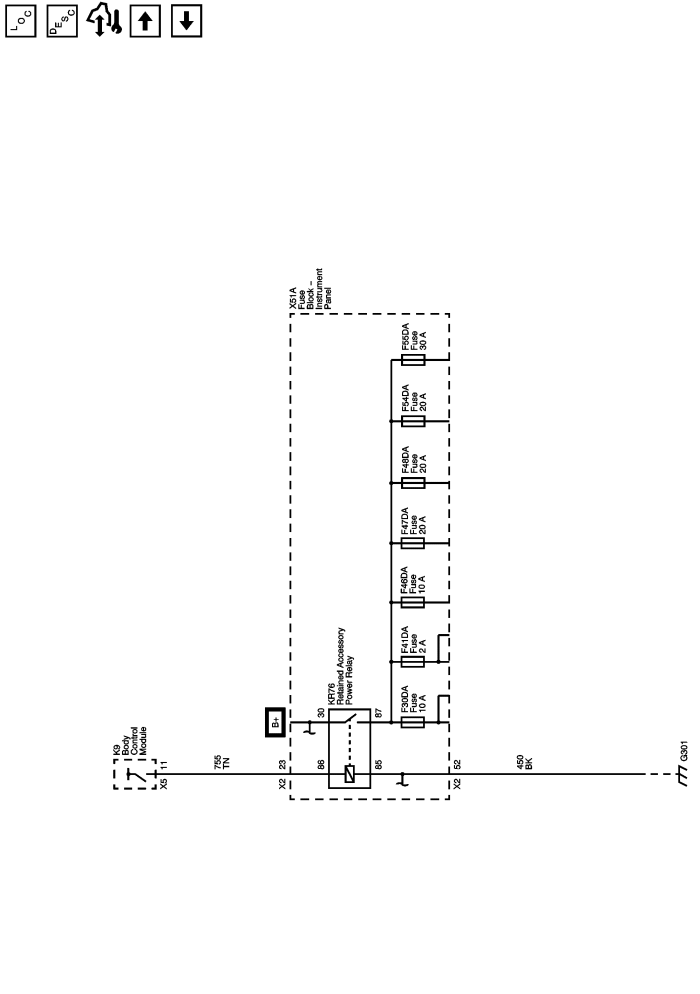 LOC
DESC
K9
Body
Control
Module
X5
11
755
TN
X2
23
B+
X51A
Fuse
Block –
Instrument
Panel
KR76
Retained Accessory
Power Relay
30
86
87
85
F30DA
Fuse
10 A
F41DA
Fuse
2 A
F46DA
Fuse
10 A
F47DA
Fuse
20 A
F48DA
Fuse
20 A
F54DA
Fuse
20 A
F55DA
Fuse
30 A
X2
52
450
BK
G301